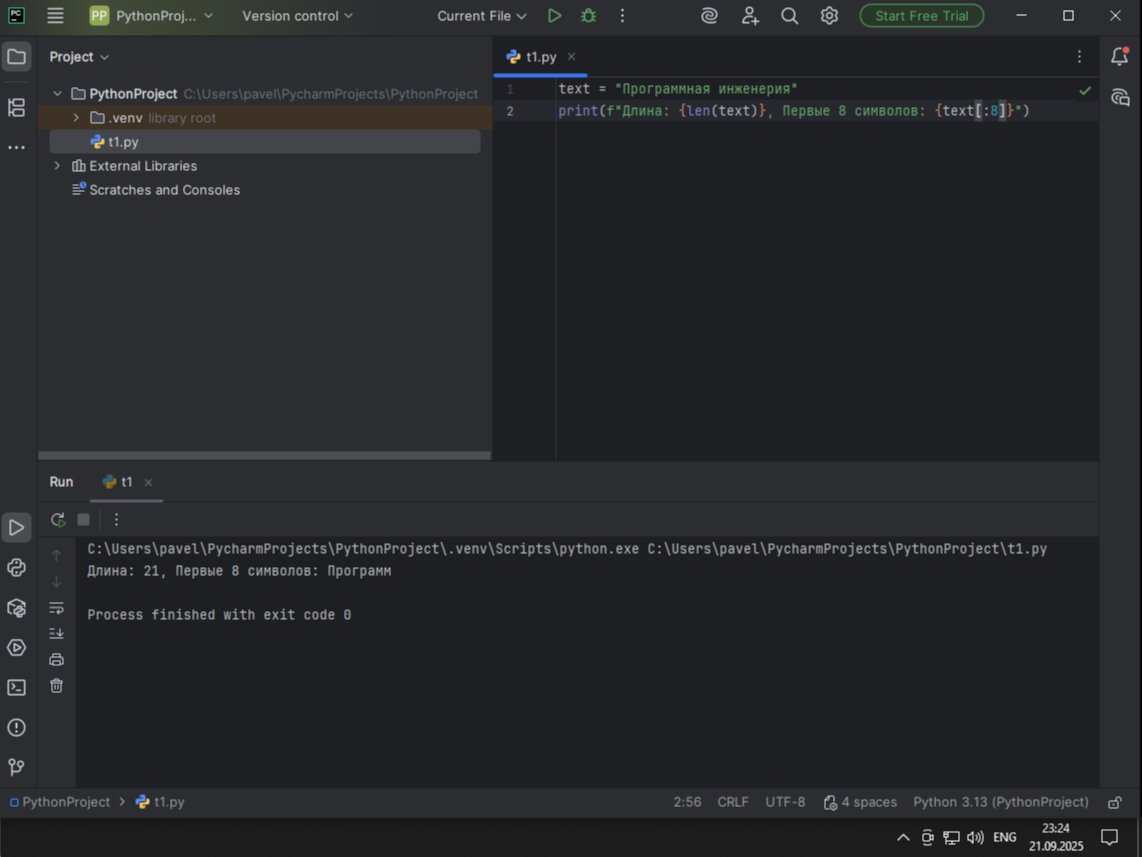 PC
PP PythonProj... Version control Current File Start Free Trial
Project
t1.py
PythonProject C:\Users\pavel\PycharmProjects\PythonProject
.venv library root
t1.py
External Libraries
Scratches and Consoles
1 text = "Программная инженерия"
2 print(f"Длина: {len(text)}, Первые 8 символов: {text[:8]}")
Run t1
C:\Users\pavel\PycharmProjects\PythonProject\.venv\Scripts\python.exe C:\Users\pavel\PycharmProjects\PythonProject\t1.py
Длина: 21, Первые 8 символов: Программ
Process finished with exit code 0
PythonProject > t1.py 2:56 CRLF UTF-8 4 spaces Python 3.13 (PythonProject)
ENG 23:24
21.09.2025